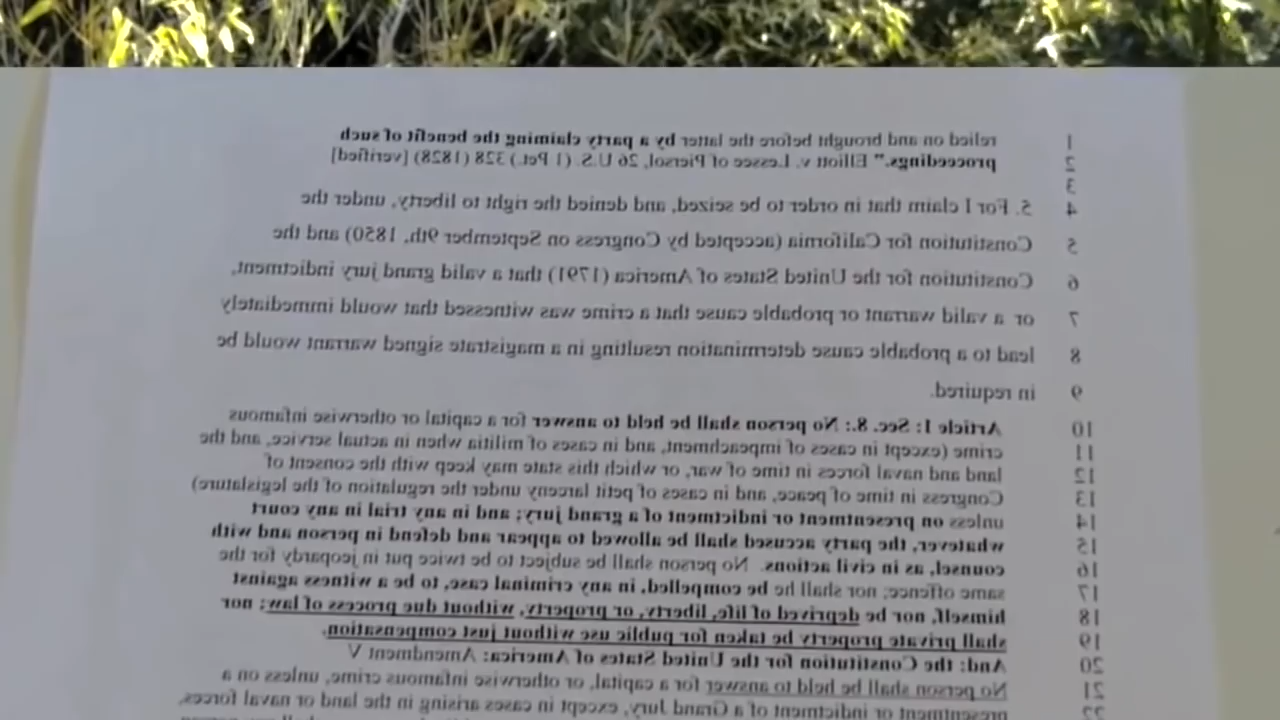 1 relied on and brought before the latter by a party claiming the benefit of such
2 proceedings." Elliott v. Lessee of Piersol, 26 U.S. (1 Pet.) 328 (1828) [verified]
3
4 5. For I claim that in order to be seized, and denied the right to liberty, under the
5 Constitution for California (accepted by Congress on September 9th, 1850) and the
6 Constitution for the United States of America (1791) that a valid grand jury indictment,
7 or a valid warrant or probable cause that a crime was witnessed that would immediately
8 lead to a probable cause determination resulting in a magistrate signed warrant would be
9 in required.
10 Article 1: Sec. 8.: No person shall be held to answer for a capital or otherwise infamous
11 crime (except in cases of impeachment, and in cases of militia when in actual service, and the
12 land and naval forces in time of war, or which this state may keep with the consent of
13 Congress in time of peace, and in cases of petit larceny under the regulation of the legislature)
14 unless on presentment or indictment of a grand jury; and in any trial in any court
15 whatever, the party accused shall be allowed to appear and defend in person and with
16 counsel, as in civil actions. No person shall be subject to be twice put in jeopardy for the
17 same offence; nor shall he be compelled, in any criminal case, to be a witness against
18 himself, nor be deprived of life, liberty, or property, without due process of law; nor
19 shall private property be taken for public use without just compensation.
20 And: the Constitution for the United States of America: Amendment V
21 No person shall be held to answer for a capital, or otherwise infamous crime, unless on a
22 presentment or indictment of a Grand Jury, except in cases arising in the land or naval forces,